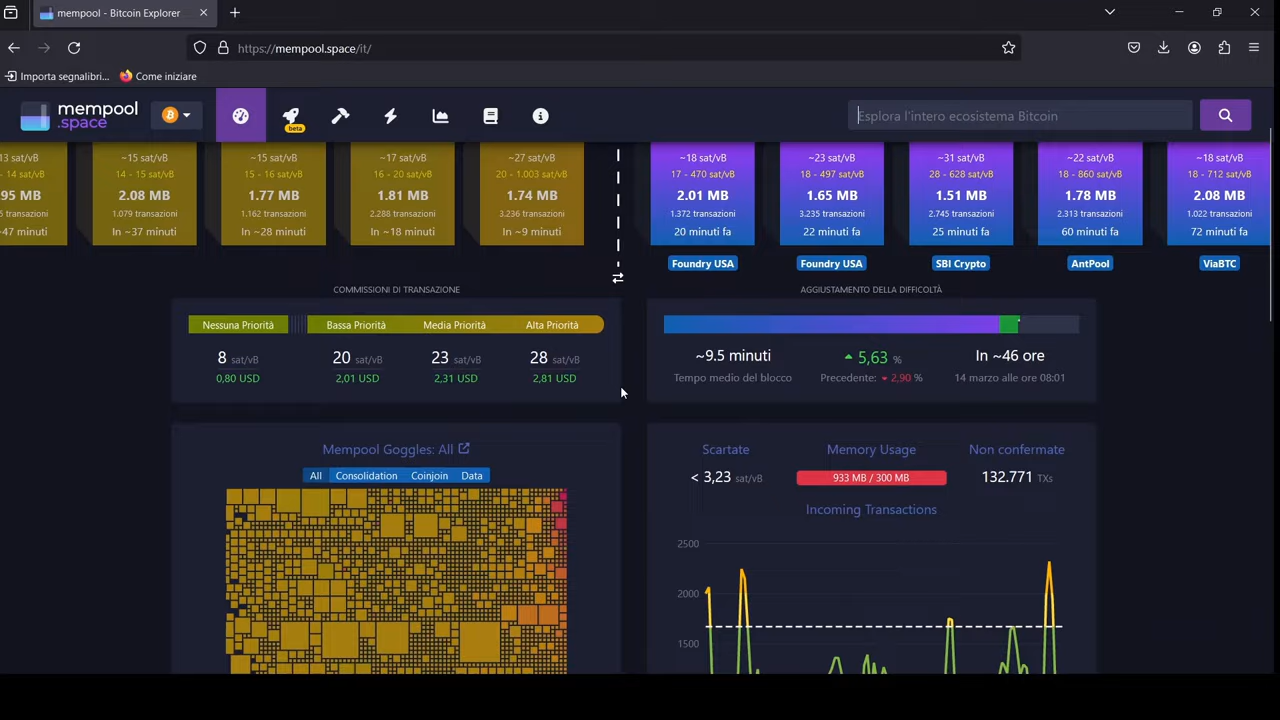 mempool - Bitcoin Explorer
https://mempool.space/it/
Importa segnalibri...
Come iniziare
mempool
.space
beta
Esplora l'intero ecosistema Bitcoin
~15 sat/vB
~15 sat/vB
~17 sat/vB
~27 sat/vB
~18 sat/vB
~23 sat/vB
~31 sat/vB
~22 sat/vB
~18 sat/vB
14 sat/vB
14 - 15 sat/vB
15 - 16 sat/vB
16 - 20 sat/vB
20 - 1.003 sat/vB
17 - 470 sat/vB
18 - 497 sat/vB
28 - 628 sat/vB
18 - 860 sat/vB
18 - 712 sat/vB
95 MB
2.08 MB
1.77 MB
1.81 MB
1.74 MB
2.01 MB
1.65 MB
1.51 MB
1.78 MB
2.08 MB
transazioni
1.079 transazioni
1.162 transazioni
2.288 transazioni
3.236 transazioni
1.372 transazioni
3.235 transazioni
2.745 transazioni
2.313 transazioni
1.022 transazioni
~47 minuti
In ~37 minuti
In ~28 minuti
In ~18 minuti
In ~9 minuti
20 minuti fa
22 minuti fa
25 minuti fa
60 minuti fa
72 minuti fa
Foundry USA
Foundry USA
SBI Crypto
AntPool
ViaBTC
COMMISSIONI DI TRANSAZIONE
Nessuna Priorità
Bassa Priorità
Media Priorità
Alta Priorità
8 sat/vB
20 sat/vB
23 sat/vB
28 sat/vB
0,80 USD
2,01 USD
2,31 USD
2,81 USD
AGGIUSTAMENTO DELLA DIFFICOLTÀ
~9.5 minuti
5,63 %
In ~46 ore
Tempo medio del blocco
Precedente: 2,90 %
14 marzo alle ore 08:01
Mempool Goggles: All
All
Consolidation
Coinjoin
Data
Scartate
Memory Usage
Non confermate
< 3,23 sat/vB
933 MB / 300 MB
132.771 TXs
Incoming Transactions
2500
2000
1500